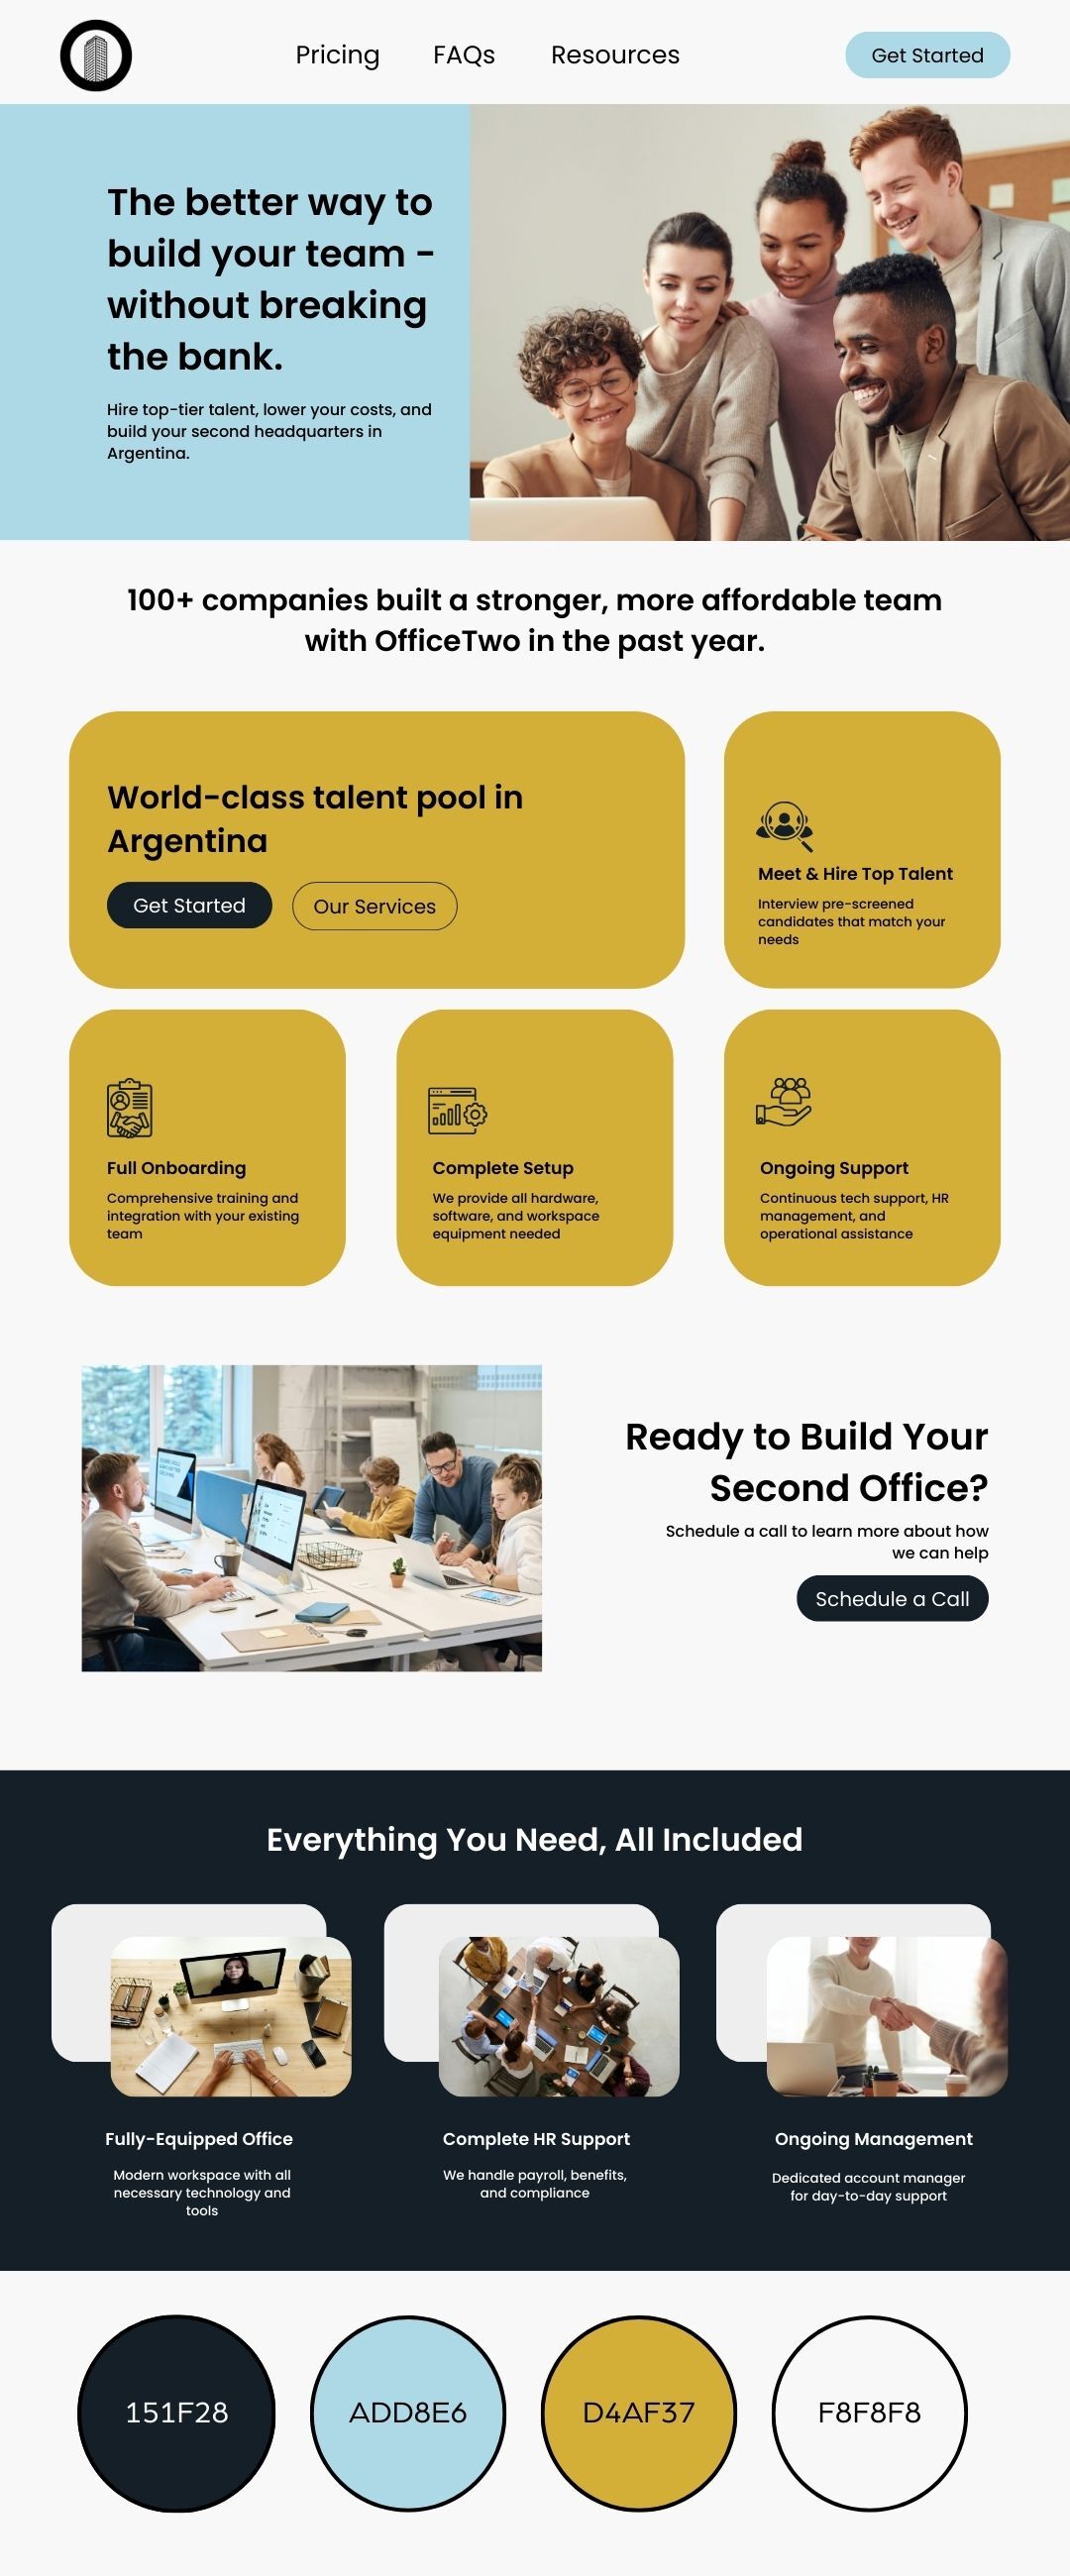 Pricing
FAQs
Resources
Get Started
The better way to
build your team -
without breaking
the bank.
Hire top-tier talent, lower your costs, and
build your second headquarters in
Argentina.
100+ companies built a stronger, more affordable team
with OfficeTwo in the past year.
World-class talent pool in
Argentina
Get Started
Our Services
Meet & Hire Top Talent
Interview pre-screened
candidates that match your
needs
Full Onboarding
Comprehensive training and
integration with your existing
team
Complete Setup
We provide all hardware,
software, and workspace
equipment needed
Ongoing Support
Continuous tech support, HR
management, and
operational assistance
Ready to Build Your
Second Office?
Schedule a call to learn more about how
we can help
Schedule a Call
Everything You Need, All Included
Fully-Equipped Office
Modern workspace with all
necessary technology and
tools
Complete HR Support
We handle payroll, benefits,
and compliance
Ongoing Management
Dedicated account manager
for day-to-day support
151F28
ADD8E6
D4AF37
F8F8F8